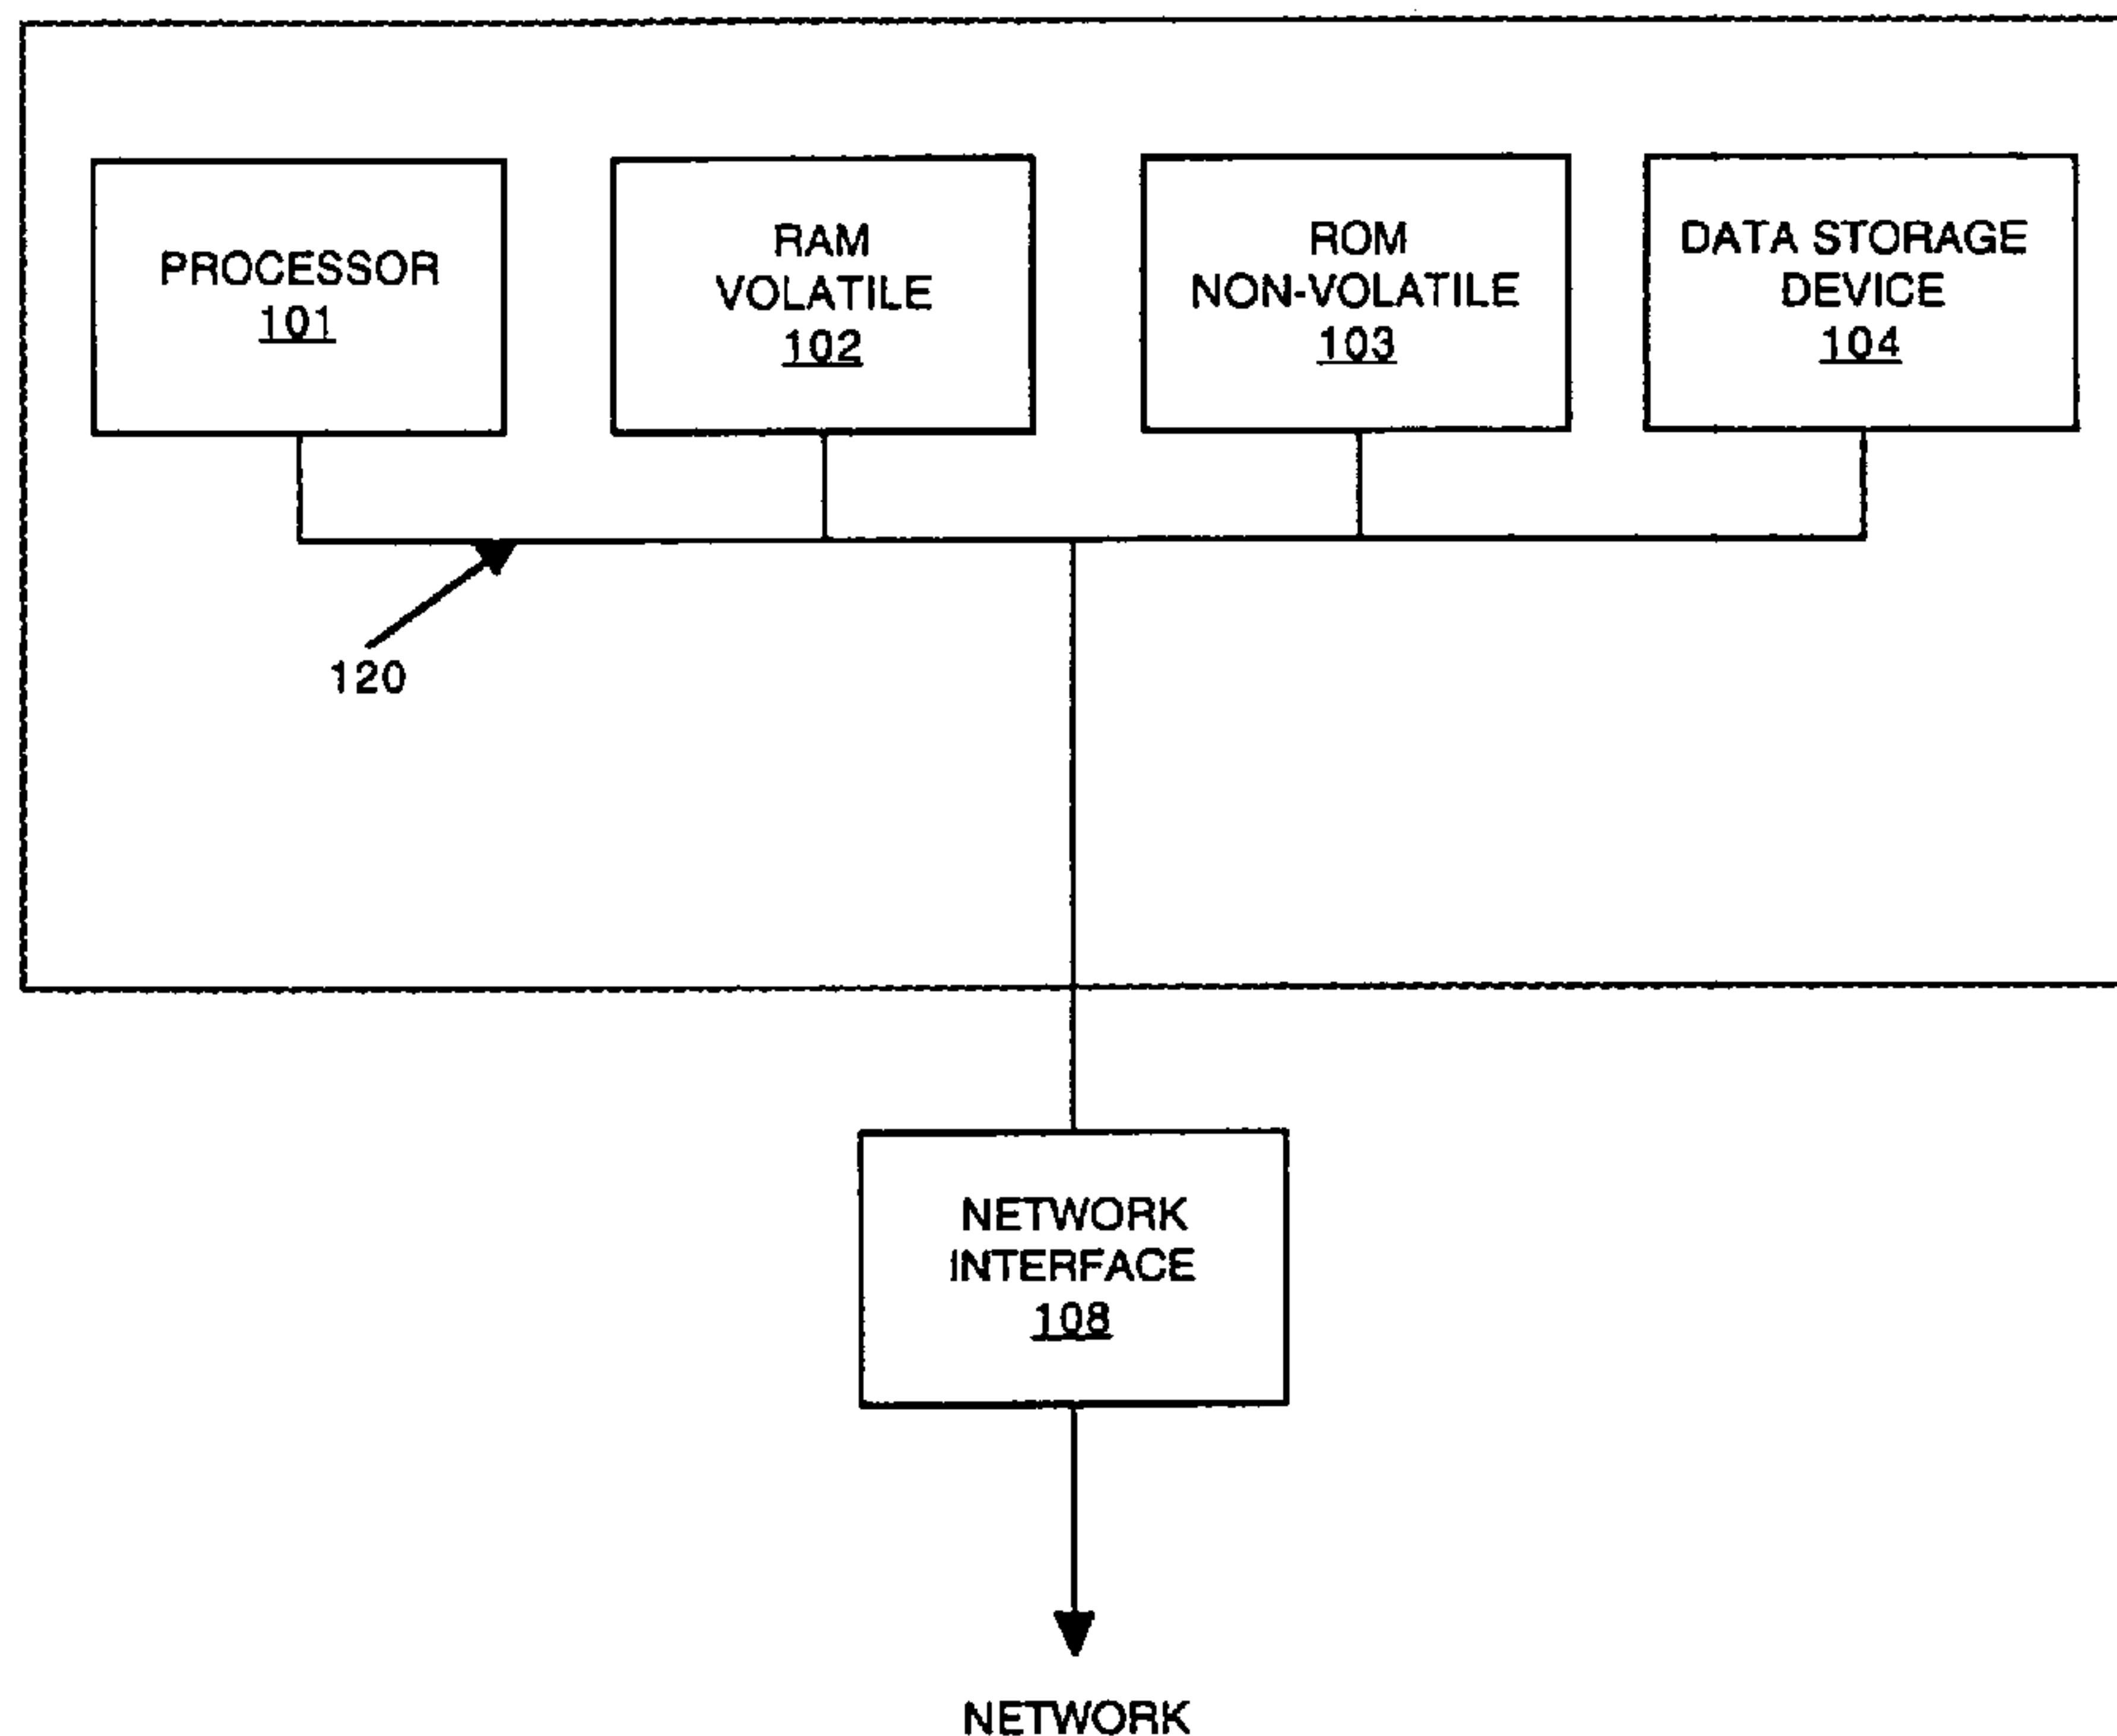 PROCESSOR
101
RAM
VOLATILE
102
ROM
NON-VOLATILE
103
DATA STORAGE
DEVICE
104
120
NETWORK
INTERFACE
108
NETWORK